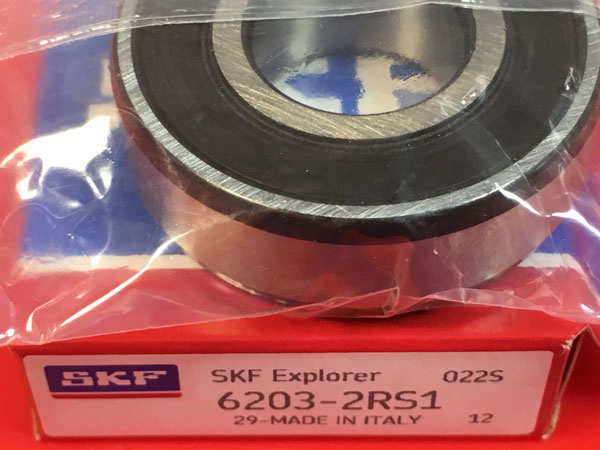 SKF
SKF Explorer 022S
6203-2RS1
29-MADE IN ITALY 12